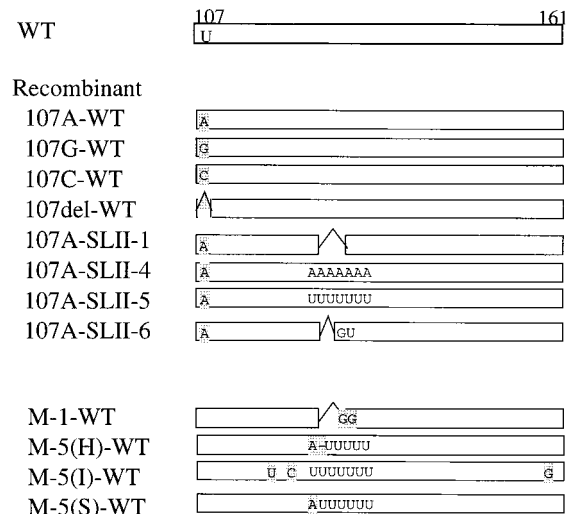 107 161
WT U
Recombinant
107A-WT A
107G-WT G
107C-WT C
107del-WT
107A-SLII-1 A
107A-SLII-4 A AAAAAAA
107A-SLII-5 A UUUUUUU
107A-SLII-6 A GU
M-1-WT GG
M-5(H)-WT A-UUUUU
M-5(I)-WT U C UUUUUUU G
M-5(S)-WT AUUUUUU